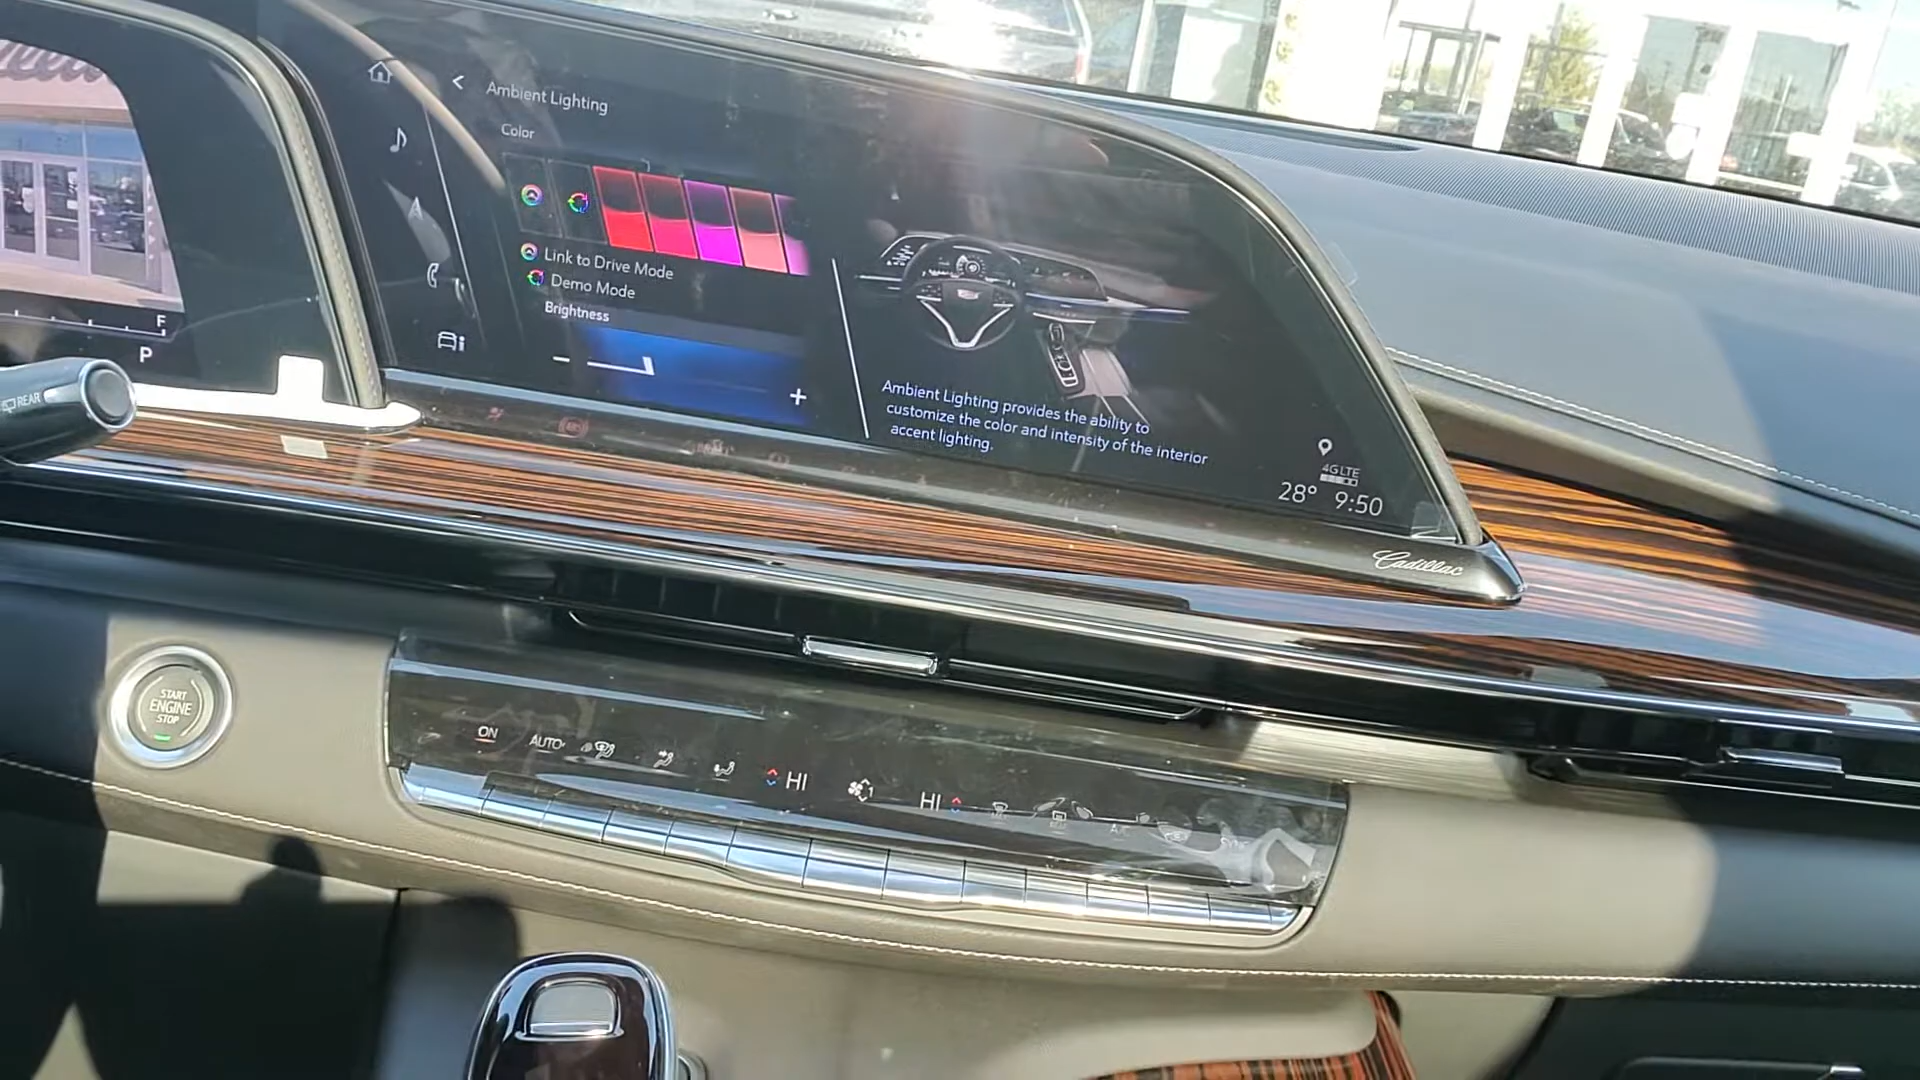 Ambient Lighting
Color
Link to Drive Mode
Demo Mode
Brightness
Ambient Lighting provides the ability to
customize the color and intensity of the interior
accent lighting.
4G LTE
28° 9:50
F
P
REAR
Cadillac
START
ENGINE
STOP
ON
AUTO
HI
1
HI
A/C
SYNC